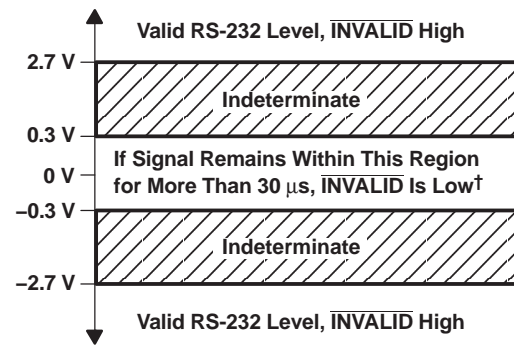 Valid RS-232 Level, INVALID High
2.7 V
Indeterminate
0.3 V
If Signal Remains Within This Region
0 V
for More Than 30 μs, INVALID Is Low†
–0.3 V
Indeterminate
–2.7 V
Valid RS-232 Level, INVALID High